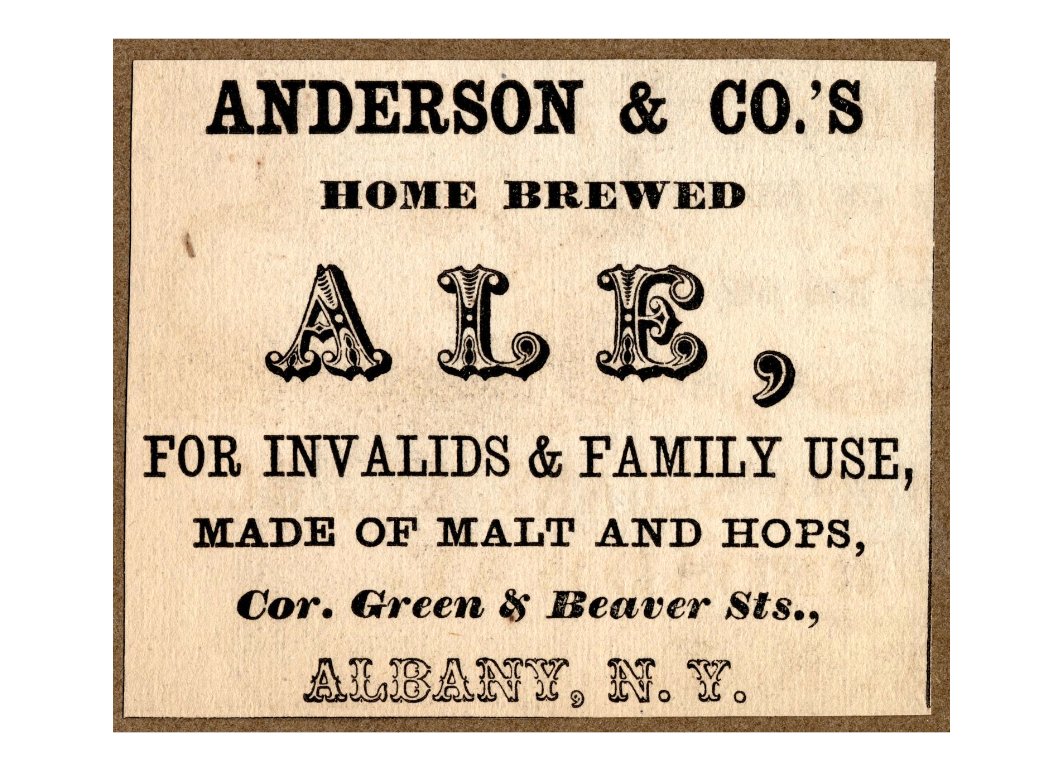 ANDERSON & CO.'S
HOME BREWED
ALE,
FOR INVALIDS & FAMILY USE,
MADE OF MALT AND HOPS,
Cor. Green & Beaver Sts.,
ALBANY, N. Y.